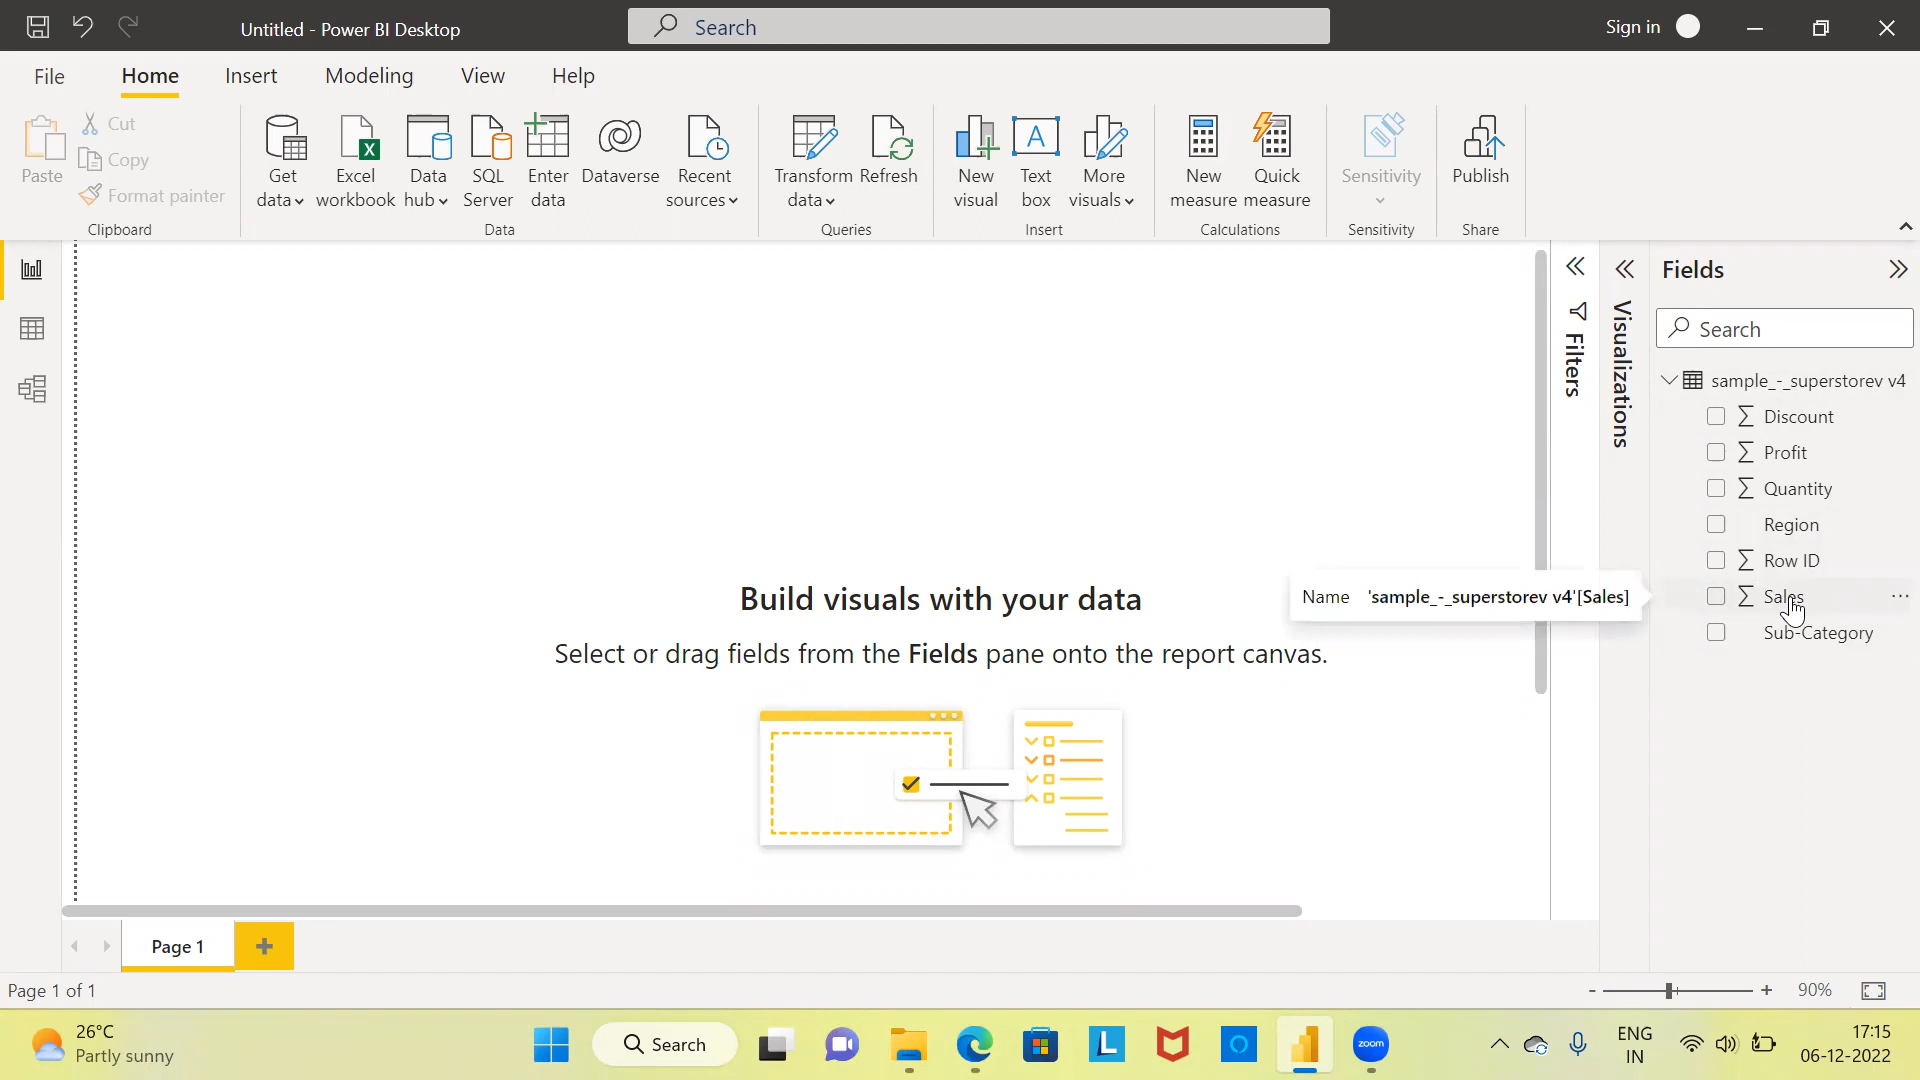 Untitled - Power BI Desktop
Search
Sign in
File
Home
Insert
Modeling
View
Help
Paste
Cut
Copy
Format painter
Clipboard
Get data
Excel workbook
Data hub
SQL Server
Enter data
Dataverse
Recent sources
Data
Transform data
Refresh
Queries
New visual
Text box
More visuals
Insert
New measure
Quick measure
Calculations
Sensitivity
Sensitivity
Publish
Share
Filters
Visualizations
Fields
Search
sample_-_superstorev v4
Discount
Profit
Quantity
Region
Row ID
Sales
Sub-Category
Name 'sample_-_superstorev v4'[Sales]
Build visuals with your data
Select or drag fields from the Fields pane onto the report canvas.
Page 1
Page 1 of 1
- + 90%
26°C
Partly sunny
Search
L
zoom
ENG
IN
17:15
06-12-2022